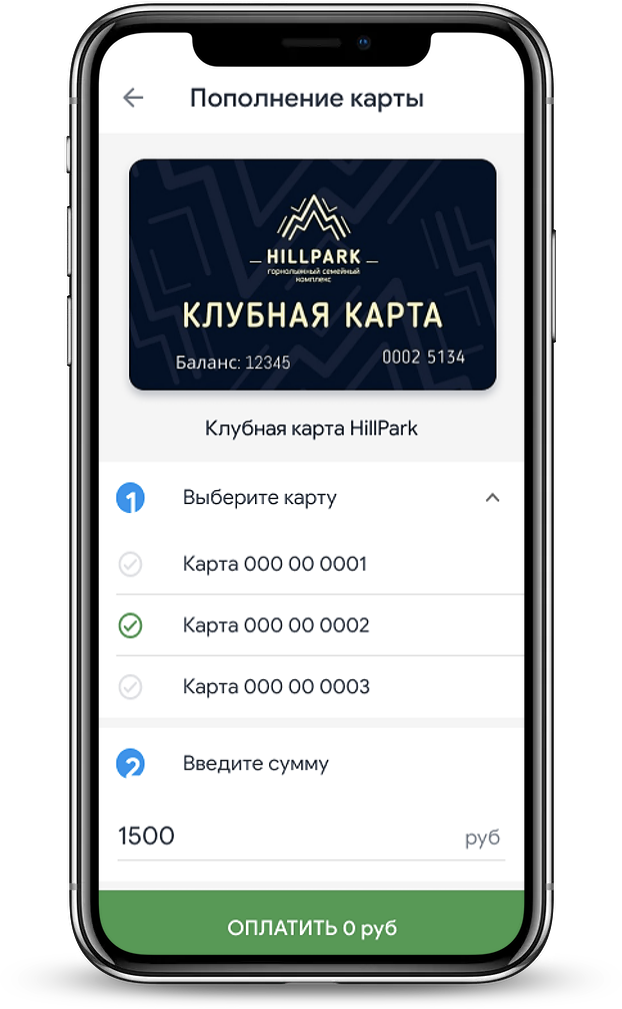 Пополнение карты
HILLPARK
горнолыжный семейный
комплекс
КЛУБНАЯ КАРТА
Баланс: 12345
0002 5134
Клубная карта HillPark
1
Выберите карту
Карта 000 00 0001
Карта 000 00 0002
Карта 000 00 0003
2
Введите сумму
1500
руб
ОПЛАТИТЬ 0 руб